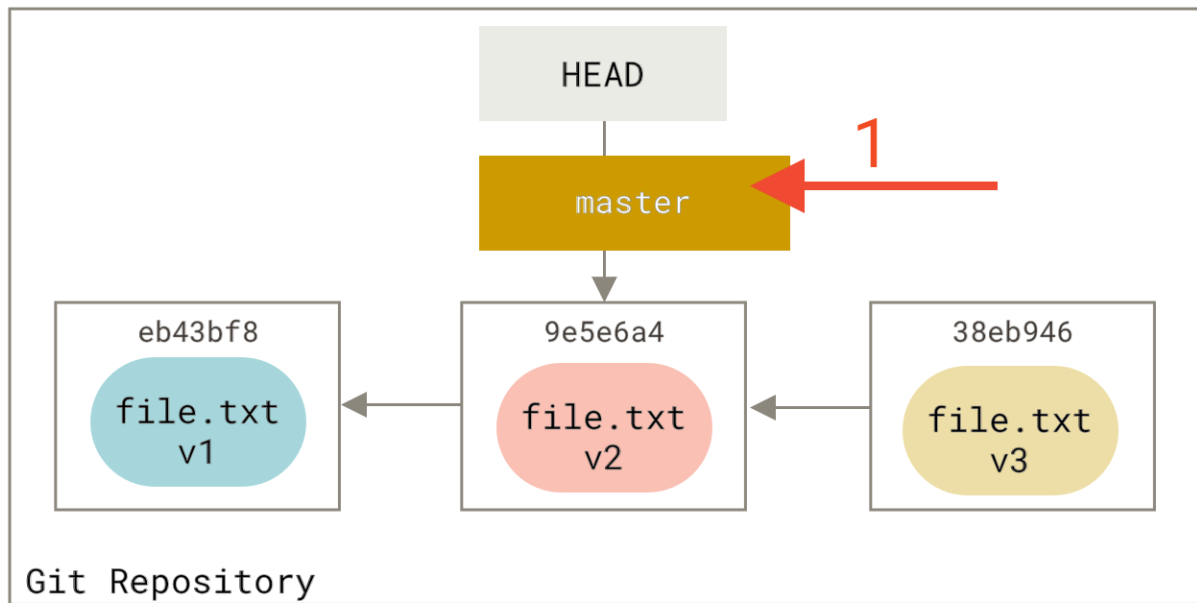 HEAD
1
master
eb43bf8
9e5e6a4
38eb946
file.txt
v1
file.txt
v2
file.txt
v3
Git Repository